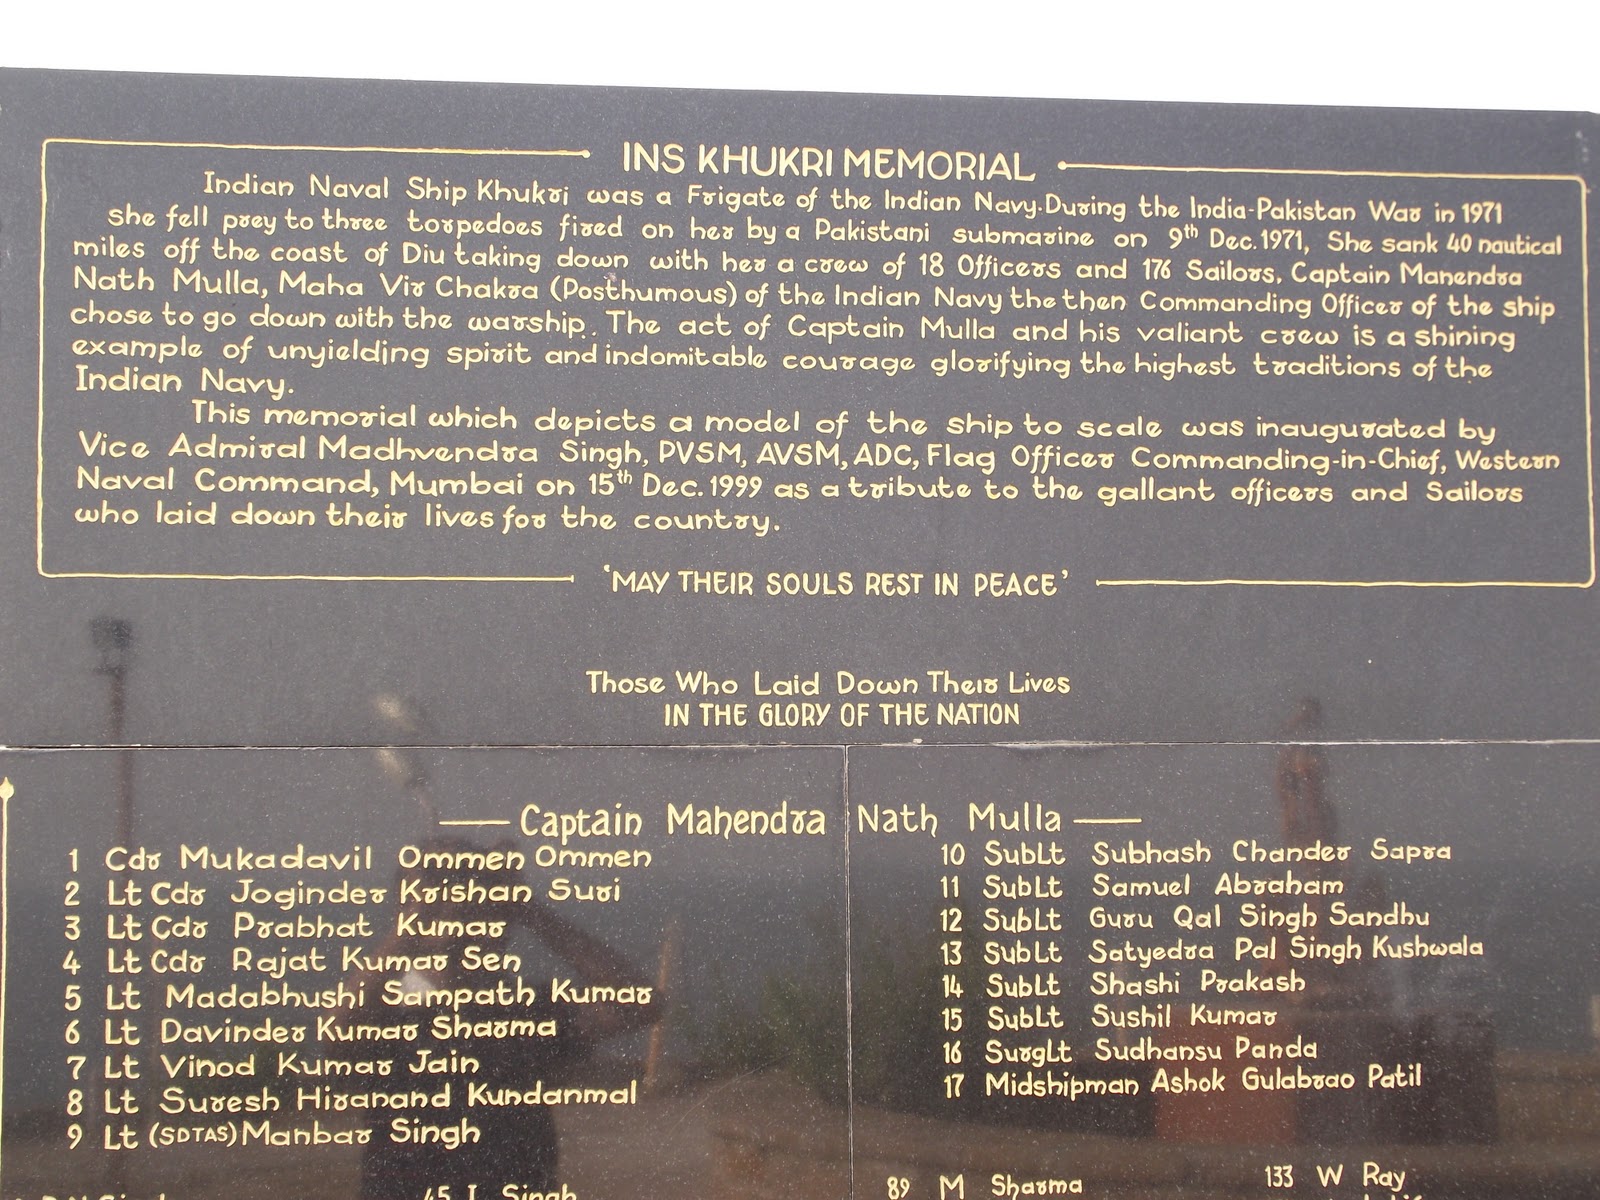 INS KHUKRI MEMORIAL
Indian Naval Ship Khukri was a Frigate of the Indian Navy. During the India-Pakistan War in 1971
she fell prey to three torpedoes fired on her by a Pakistani submarine on 9th Dec. 1971, She sank 40 nautical
miles off the coast of Diu taking down with her a crew of 18 Officers and 176 Sailors, Captain Mahendra
Nath Mulla, Maha Vir Chakra (Posthumous) of the Indian Navy the then Commanding Officer of the ship
chose to go down with the warship. The act of Captain Mulla and his valiant crew is a shining
example of unyielding spirit and indomitable courage glorifying the highest traditions of the
Indian Navy.
This memorial which depicts a model of the ship to scale was inaugurated by
Vice Admiral Madhvendra Singh, PVSM, AVSM, ADC, Flag Officer Commanding-in-Chief, Western
Naval Command, Mumbai on 15th Dec. 1999 as a tribute to the gallant officers and Sailors
who laid down their lives for the country.
'MAY THEIR SOULS REST IN PEACE'
Those Who Laid Down Their Lives
IN THE GLORY OF THE NATION
Captain Mahendra Nath Mulla
1 Cdr Mukadavil Ommen Ommen
2 Lt Cdr Joginder Krishan Suri
3 Lt Cdr Prabhat Kumar
4 Lt Cdr Rajat Kumar Sen
5 Lt Madabhushi Sampath Kumar
6 Lt Davinder Kumar Sharma
7 Lt Vinod Kumar Jain
8 Lt Suresh Hiranand Kundanmal
9 Lt (SDTAS) Manbar Singh
10 SubLt Subhash Chander Sapra
11 SubLt Samuel Abraham
12 SubLt Guru Qal Singh Sandhu
13 SubLt Satyedra Pal Singh Kushwala
14 SubLt Shashi Prakash
15 SubLt Sushil Kumar
16 SurgLt Sudhansu Panda
17 Midshipman Ashok Gulabrao Patil
45 Singh
89 M Sharma
133 W Ray